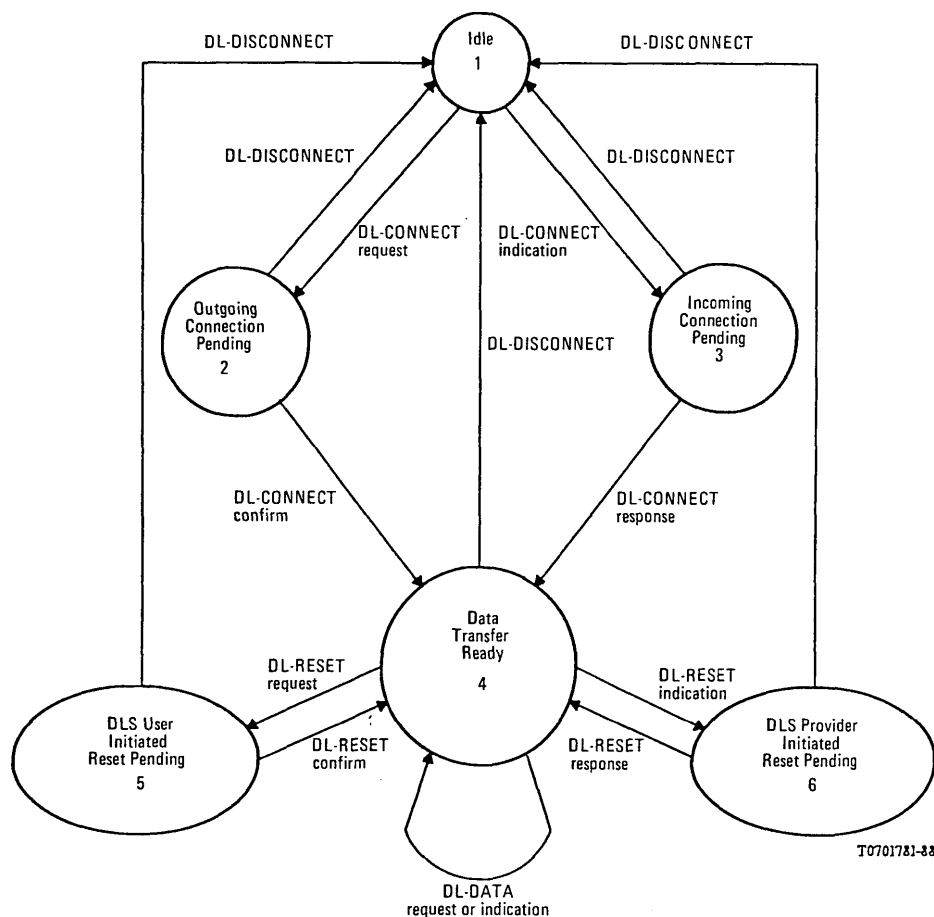 DL-DISCONNECT
Idle
1
DL-DISCONNECT
DL-DISCONNECT
DL-DISCONNECT
DL-CONNECT
request
DL-CONNECT
indication
Outgoing
Connection
Pending
2
DL-DISCONNECT
Incoming
Connection
Pending
3
DL-CONNECT
confirm
DL-CONNECT
response
Data
Transfer
Ready
4
DL-RESET
request
DL-RESET
indication
DLS User
Initiated
Reset Pending
5
DL-RESET
confirm
DL-RESET
response
DLS Provider
Initiated
Reset Pending
6
T0701781-88
DL-DATA
request or indication